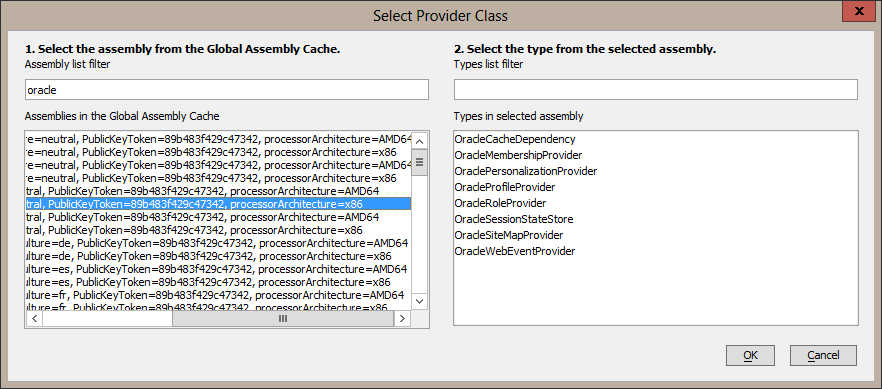 Select Provider Class
x
1. Select the assembly from the Global Assembly Cache.
Assembly list filter
oracle
Assemblies in the Global Assembly Cache
re=neutral, PublicKeyToken=89b483f429c47342, processorArchitecture=AMD64
re=neutral, PublicKeyToken=89b483f429c47342, processorArchitecture=x86
re=neutral, PublicKeyToken=89b483f429c47342, processorArchitecture=AMD64
re=neutral, PublicKeyToken=89b483f429c47342, processorArchitecture=x86
tral, PublicKeyToken=89b483f429c47342, processorArchitecture=AMD64
tral, PublicKeyToken=89b483f429c47342, processorArchitecture=x86
tral, PublicKeyToken=89b483f429c47342, processorArchitecture=AMD64
tral, PublicKeyToken=89b483f429c47342, processorArchitecture=x86
ulture=de, PublicKeyToken=89b483f429c47342, processorArchitecture=AMD64
ulture=de, PublicKeyToken=89b483f429c47342, processorArchitecture=x86
ulture=es, PublicKeyToken=89b483f429c47342, processorArchitecture=AMD64
ulture=es, PublicKeyToken=89b483f429c47342, processorArchitecture=x86
ulture=fr, PublicKeyToken=89b483f429c47342, processorArchitecture=AMD64
ulture=fr, PublicKeyToken=89b483f429c47342, processorArchitecture=x86
2. Select the type from the selected assembly.
Types list filter
Types in selected assembly
OracleCacheDependency
OracleMembershipProvider
OraclePersonalizationProvider
OracleProfileProvider
OracleRoleProvider
OracleSessionStateStore
OracleSiteMapProvider
OracleWebEventProvider
OK
Cancel